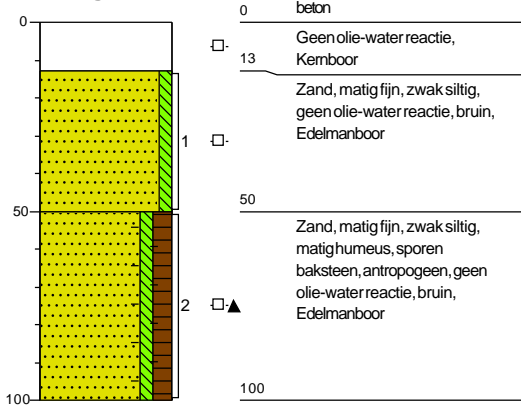 0
0
beton
Geen olie-water reactie,
Kernboor
13
Zand, matig fijn, zwak siltig,
geen olie-water reactie, bruin,
Edelmanboor
1
50
50
Zand, matig fijn, zwak siltig,
matig humeus, sporen
baksteen, antropogeen, geen
olie-water reactie, bruin,
Edelmanboor
2
100
100